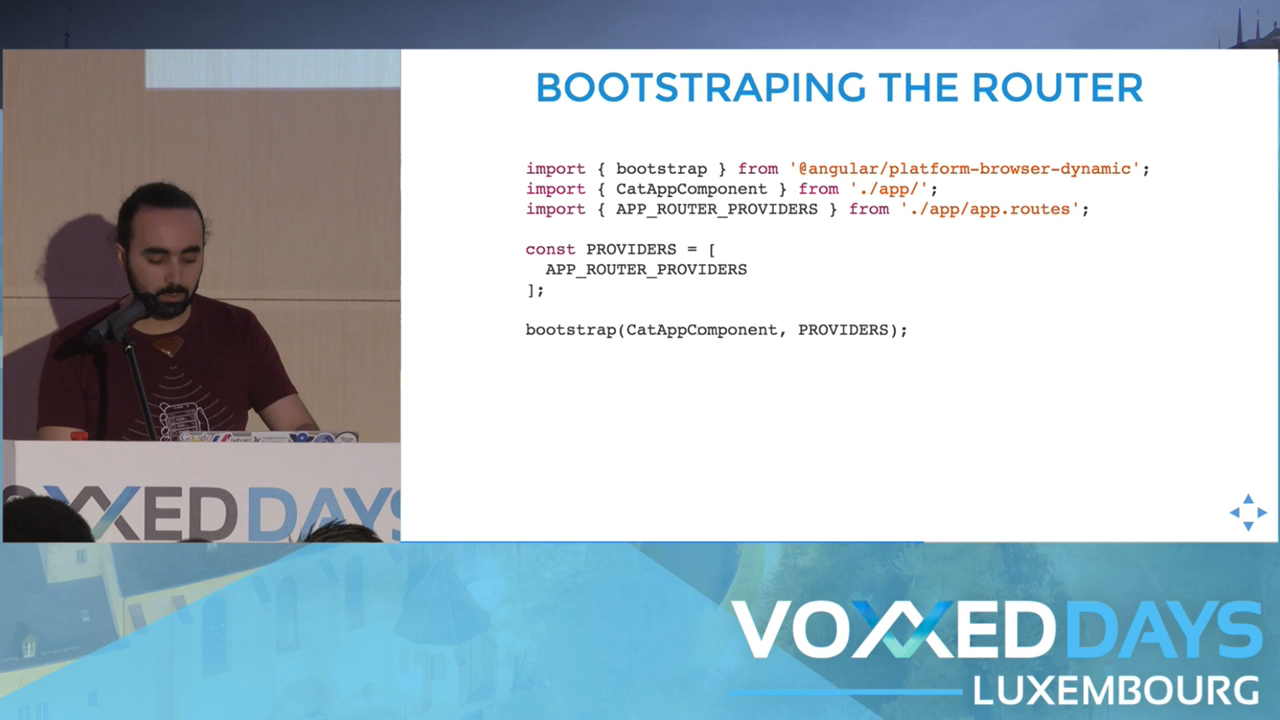 BOOTSTRAPING THE ROUTER
import { bootstrap } from '@angular/platform-browser-dynamic';
import { CatAppComponent } from './app/';
import { APP_ROUTER_PROVIDERS } from './app/app.routes';
const PROVIDERS = [
APP_ROUTER_PROVIDERS
];
bootstrap(CatAppComponent, PROVIDERS);
VOXXED DAYS
VOXXED DAYS
LUXEMBOURG